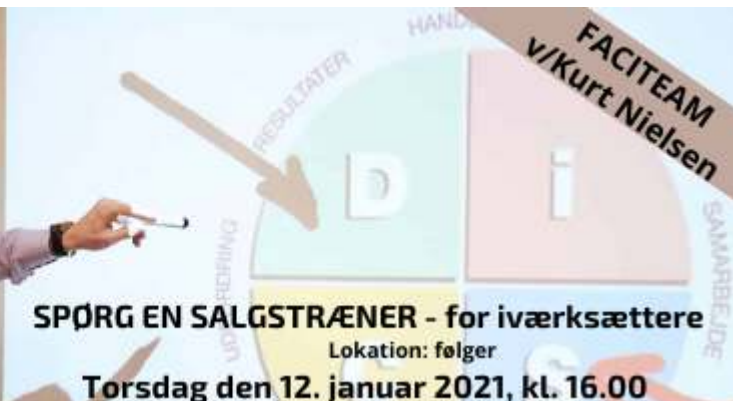 FACITEAM
v/Kurt Nielsen
RESULTATER
D
i
SAMARBEJDE
SPØRG EN SALGSTRÆNER - for iværksættere
Lokation: følger
Torsdag den 12. januar 2021, kl. 16.00